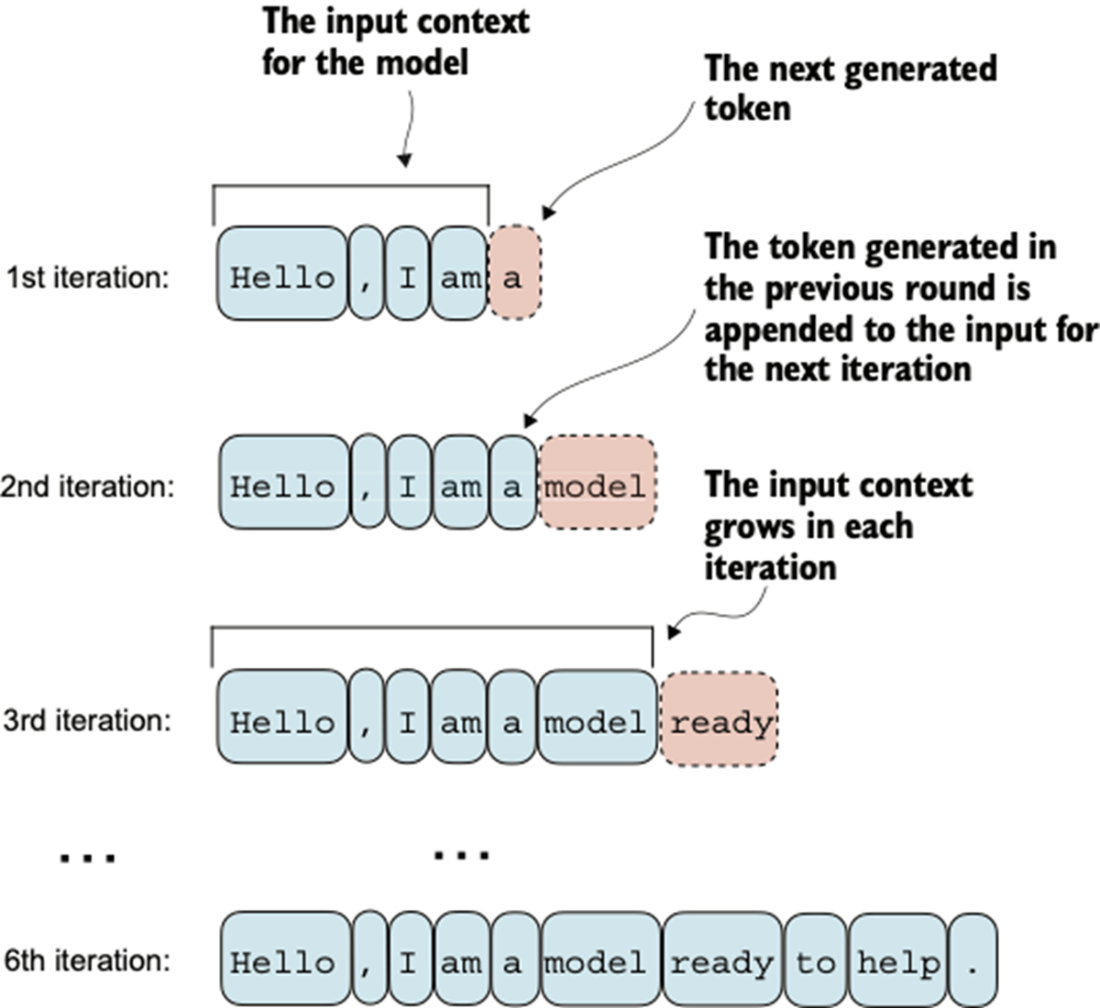 The input context
for the model
The next generated
token
1st iteration: Hello , I am a
The token generated in
the previous round is
appended to the input for
the next iteration
2nd iteration: Hello , I am a model
The input context
grows in each
iteration
3rd iteration: Hello , I am a model ready
... ...
6th iteration: Hello , I am a model ready to help .